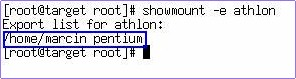 [root@target root]# showmount -e athlon
Export list for athlon:
/home/marcin pentium
[root@target root]#